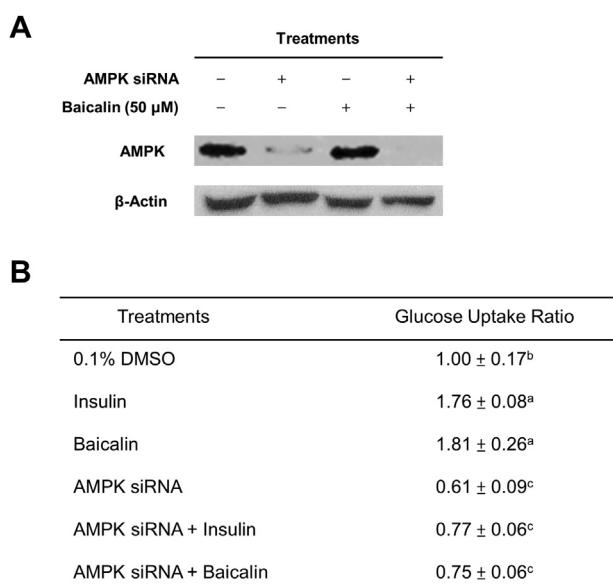 A
Treatments
AMPK siRNA – + – +
Baicalin (50 µM) – – + +
AMPK
β-Actin
B
Treatments Glucose Uptake Ratio
0.1% DMSO 1.00 ± 0.17ᵇ
Insulin 1.76 ± 0.08ᵃ
Baicalin 1.81 ± 0.26ᵃ
AMPK siRNA 0.61 ± 0.09ᶜ
AMPK siRNA + Insulin 0.77 ± 0.06ᶜ
AMPK siRNA + Baicalin 0.75 ± 0.06ᶜ